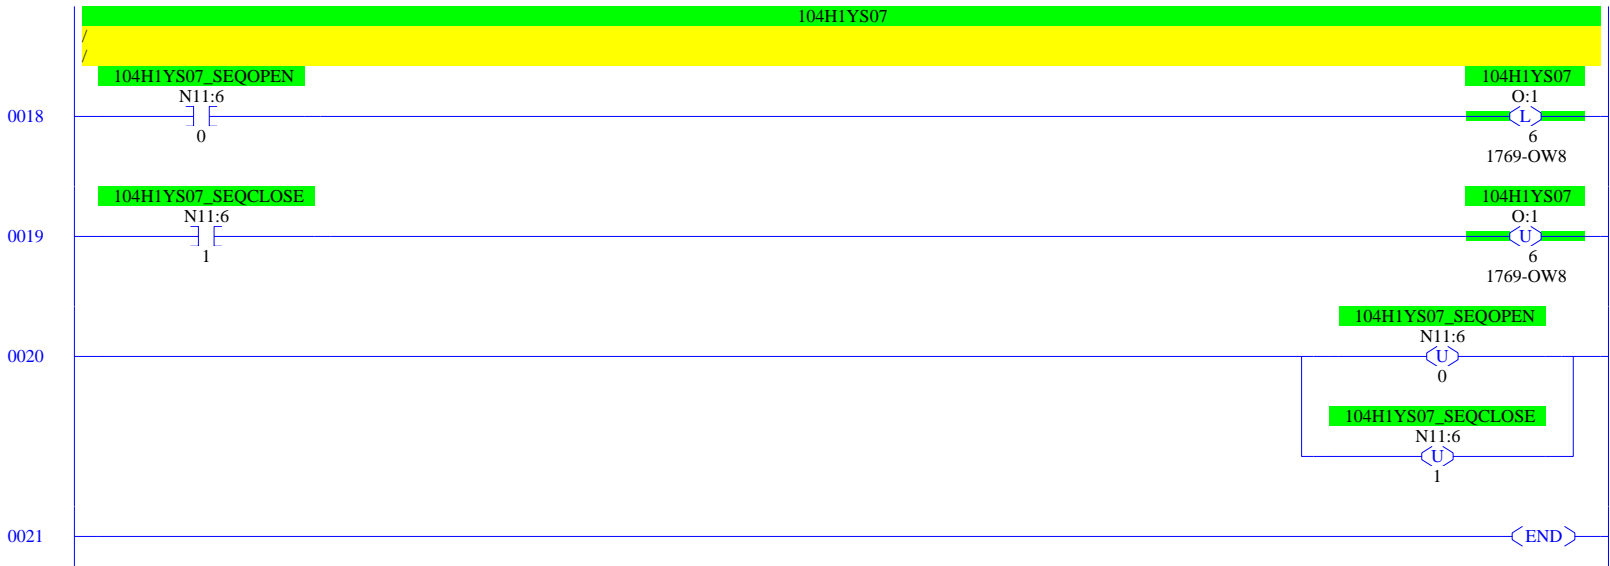 104H1YS07
/
/
104H1YS07_SEQOPEN 104H1YS07
N11:6 O:1
0018 L
0 6
1769-OW8
104H1YS07_SEQCLOSE 104H1YS07
N11:6 O:1
0019 U
1 6
1769-OW8
104H1YS07_SEQOPEN
N11:6
0020 U
0
104H1YS07_SEQCLOSE
N11:6
U
1
0021 END